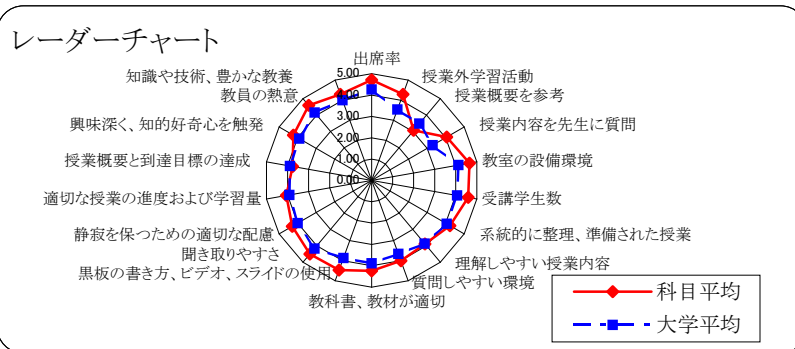 レーダーチャート
出席率
授業外学習活動
授業概要を参考
授業内容を先生に質問
教室の設備環境
受講学生数
系統的に整理、準備された授業
理解しやすい授業内容
質問しやすい環境
教科書、教材が適切
黒板の書き方、ビデオ、スライドの使用
聞き取りやすさ
静寂を保つための適切な配慮
適切な授業の進度および学習量
授業概要と到達目標の達成
興味深く、知的好奇心を触発
教員の熱意
知識や技術、豊かな教養
5.00
4.00
3.00
2.00
1.00
0.00
科目平均
大学平均